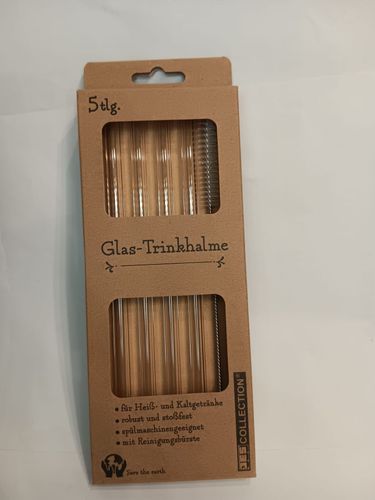 5tlg.
Glas-Trinkhalme
• für Heiß- und Kaltgetränke
• robust und stoßfest
• spülmaschinengeeignet
• mit Reinigungsbürste
Save the earth
COLLECTION